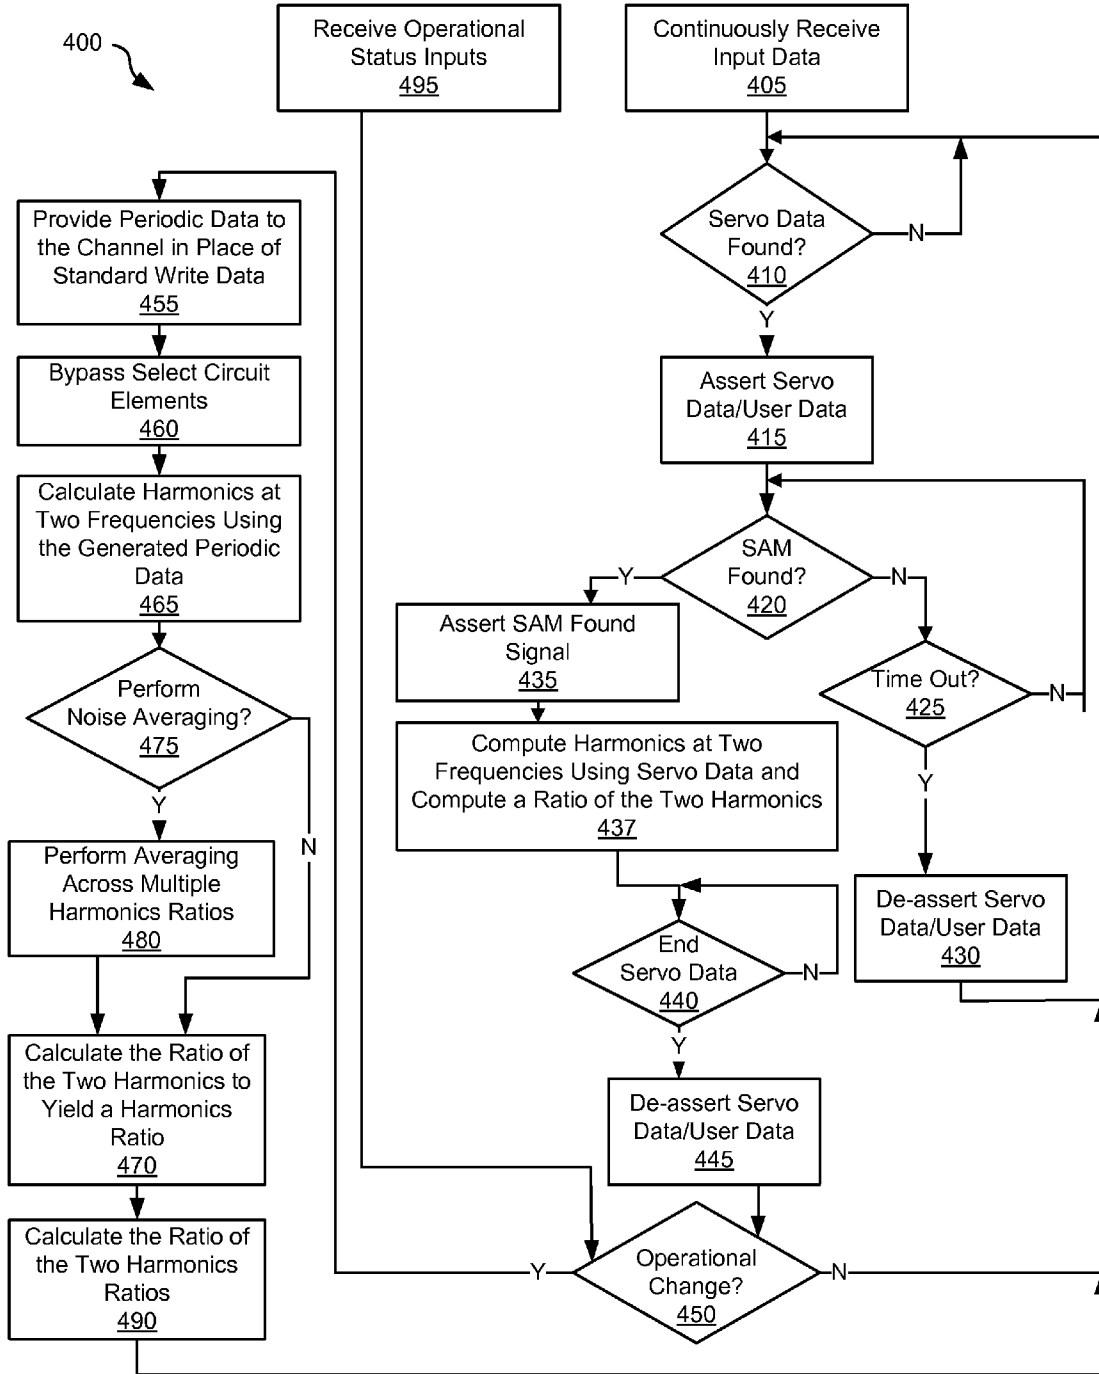 400
Receive Operational
Status Inputs
495
Continuously Receive
Input Data
405
Servo Data
Found?
410
N
Y
Assert Servo
Data/User Data
415
SAM
Found?
420
Y
N
Time Out?
425
N
Y
De-assert Servo
Data/User Data
430
Assert SAM Found
Signal
435
Compute Harmonics at Two
Frequencies Using Servo Data and
Compute a Ratio of the Two Harmonics
437
End
Servo Data
440
N
Y
De-assert Servo
Data/User Data
445
Operational
Change?
450
Y
N
Provide Periodic Data to
the Channel in Place of
Standard Write Data
455
Bypass Select Circuit
Elements
460
Calculate Harmonics at
Two Frequencies Using
the Generated Periodic
Data
465
Perform
Noise Averaging?
475
Y
N
Perform Averaging
Across Multiple
Harmonics Ratios
480
Calculate the Ratio of
the Two Harmonics to
Yield a Harmonics
Ratio
470
Calculate the Ratio of
the Two Harmonics
Ratios
490